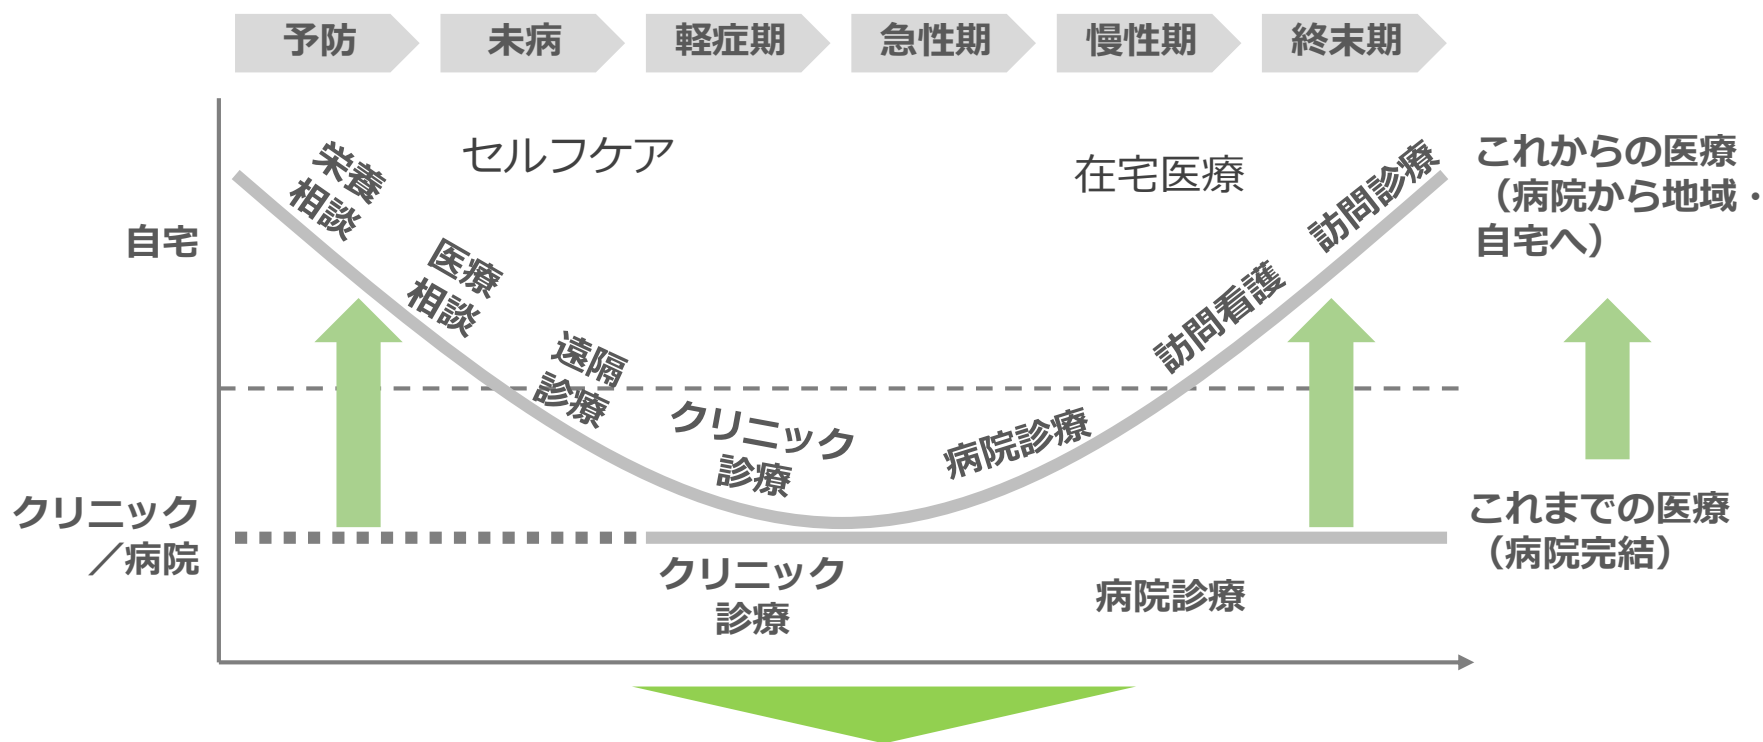 予防
未病
軽症期
急性期
慢性期
終末期
セルフケア
在宅医療
栄養
相談
医療
相談
遠隔
診療
クリニック
診療
病院診療
訪問看護
訪問診療
これからの医療
（病院から地域・
自宅へ）
自宅
クリニック
／病院
クリニック
診療
病院診療
これまでの医療
（病院完結）